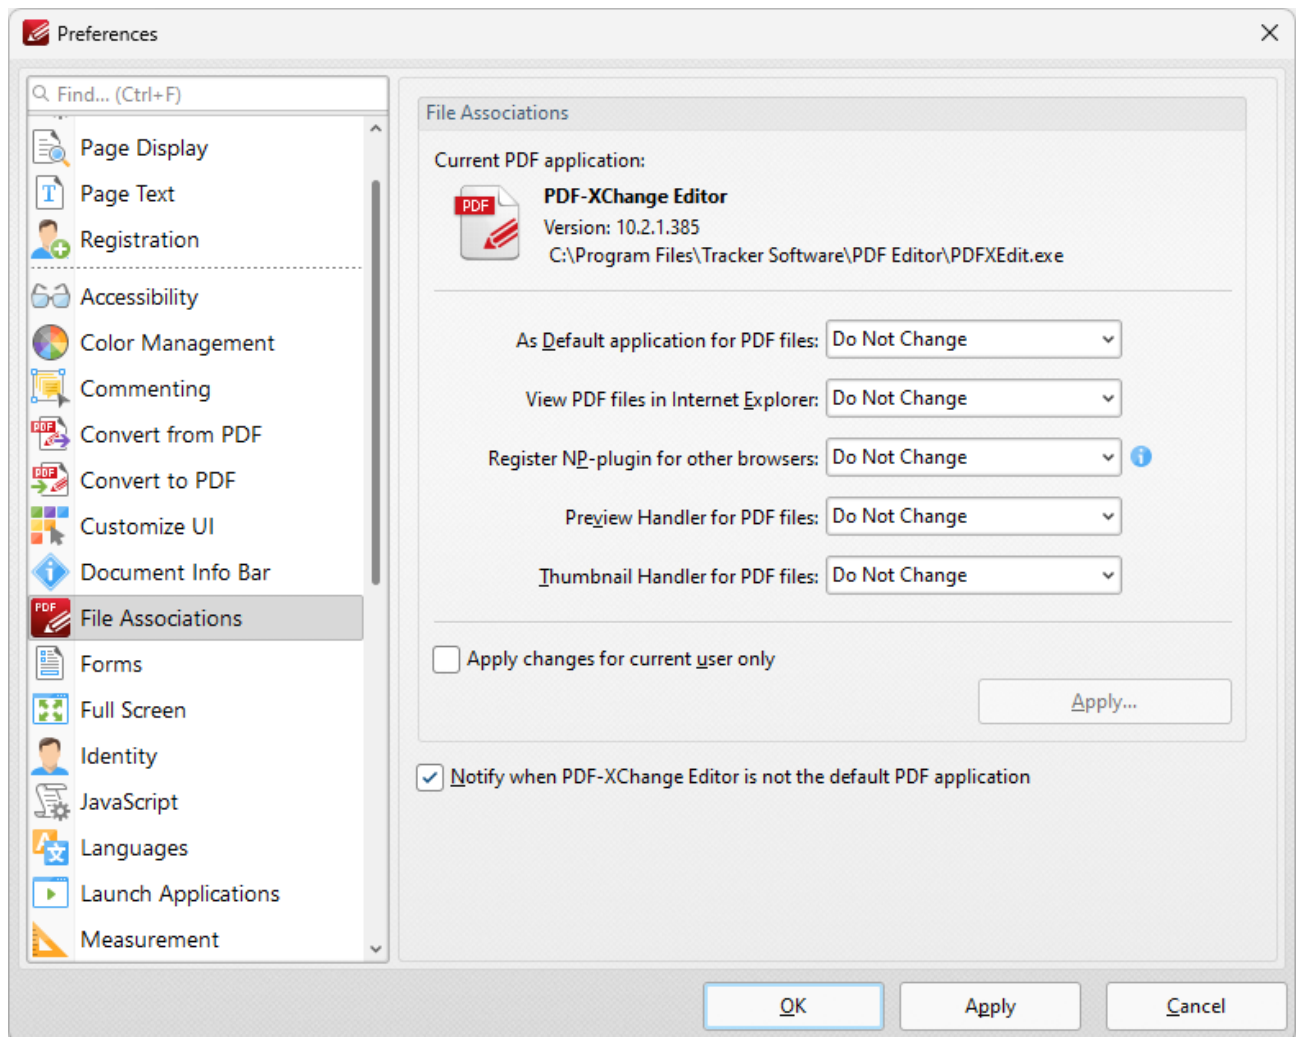 Preferences
Find... (Ctrl+F)
Page Display
Page Text
Registration
Accessibility
Color Management
Commenting
Convert from PDF
Convert to PDF
Customize UI
Document Info Bar
File Associations
Forms
Full Screen
Identity
JavaScript
Languages
Launch Applications
Measurement
File Associations
Current PDF application:
PDF
PDF-XChange Editor
Version: 10.2.1.385
C:\Program Files\Tracker Software\PDF Editor\PDFXEdit.exe
As Default application for PDF files: Do Not Change
View PDF files in Internet Explorer: Do Not Change
Register NP-plugin for other browsers: Do Not Change
Preview Handler for PDF files: Do Not Change
Thumbnail Handler for PDF files: Do Not Change
Apply changes for current user only
Apply...
Notify when PDF-XChange Editor is not the default PDF application
OK Apply Cancel